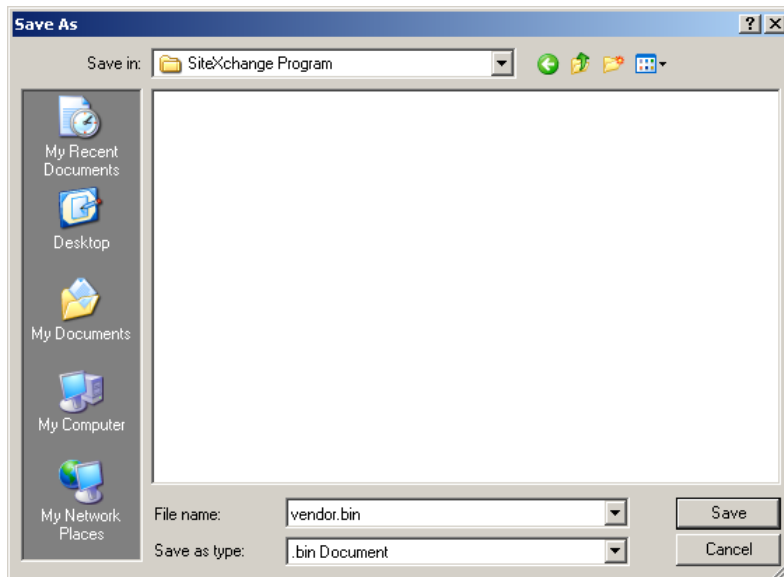 Save As
Save in: SiteXchange Program
My Recent
Documents
Desktop
My Documents
My Computer
My Network
Places
File name: vendor.bin Save
Save as type: .bin Document Cancel